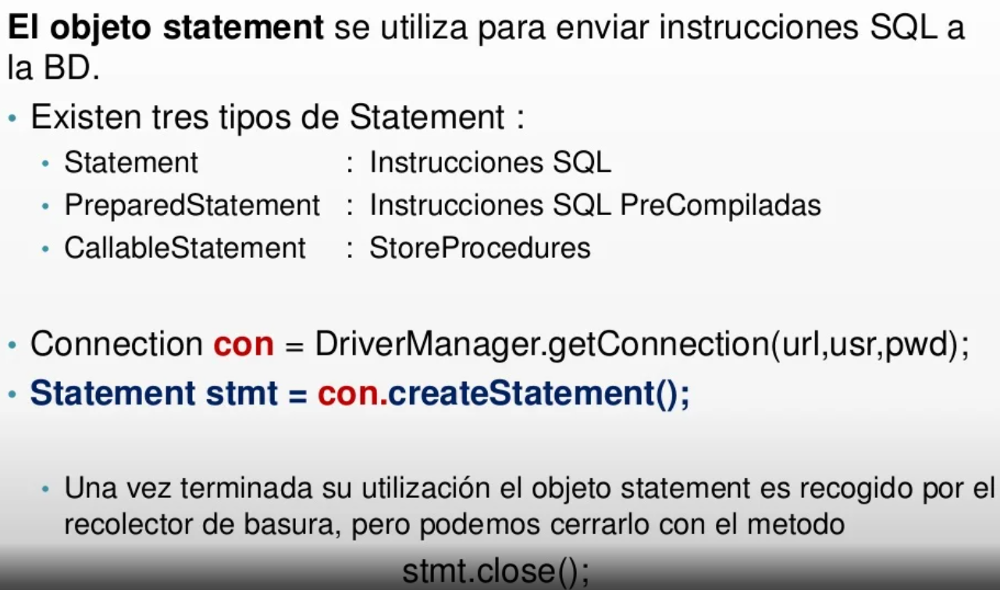 El objeto statement se utiliza para enviar instrucciones SQL a
la BD.
• Existen tres tipos de Statement :
• Statement : Instrucciones SQL
• PreparedStatement : Instrucciones SQL PreCompiladas
• CallableStatement : StoreProcedures
• Connection con = DriverManager.getConnection(url,usr,pwd);
• Statement stmt = con.createStatement();
• Una vez terminada su utilización el objeto statement es recogido por el
recolector de basura, pero podemos cerrarlo con el metodo
stmt.close();